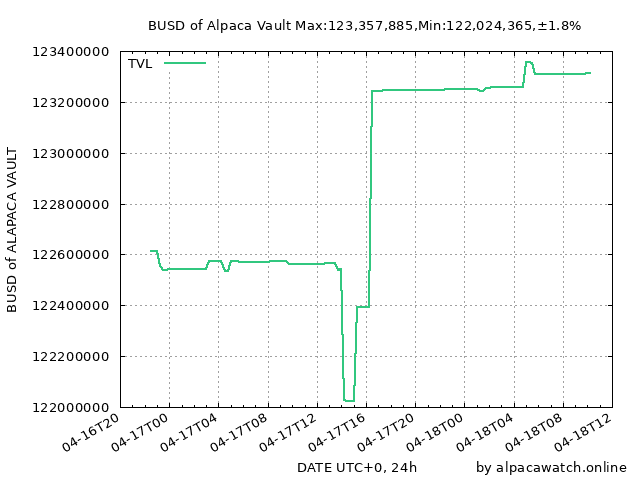 BUSD of Alpaca Vault Max:123,357,885,Min:122,024,365,±1.8%
TVL
123400000
123200000
123000000
122800000
122600000
122400000
122200000
122000000
BUSD of ALAPACA VAULT
04-16T20
04-17T00
04-17T04
04-17T08
04-17T12
04-17T16
04-17T20
04-18T00
04-18T04
04-18T08
04-18T12
DATE UTC+0, 24h
by alpacawatch.online